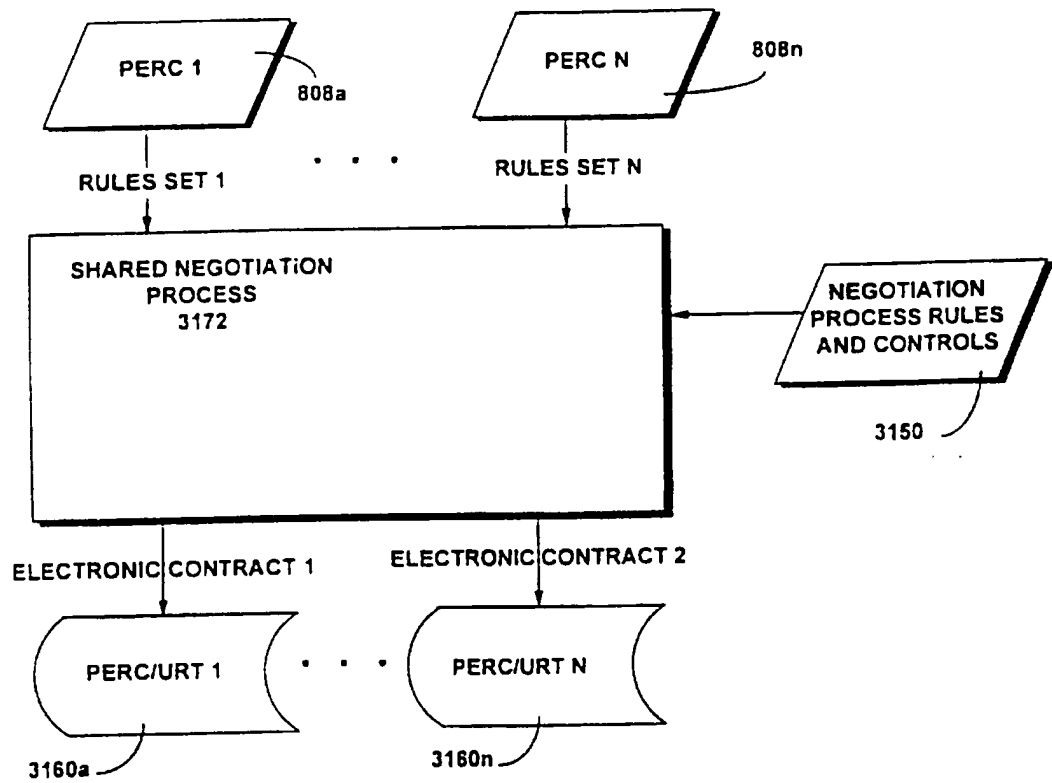 PERC 1
808a
PERC N
808n
RULES SET 1
RULES SET N
SHARED NEGOTIATiON
PROCESS
3172
NEGOTIATION
PROCESS RULES
AND CONTROLS
3150
ELECTRONIC CONTRACT 1
ELECTRONIC CONTRACT 2
PERC/URT 1
PERC/URT N
3160a
3160n